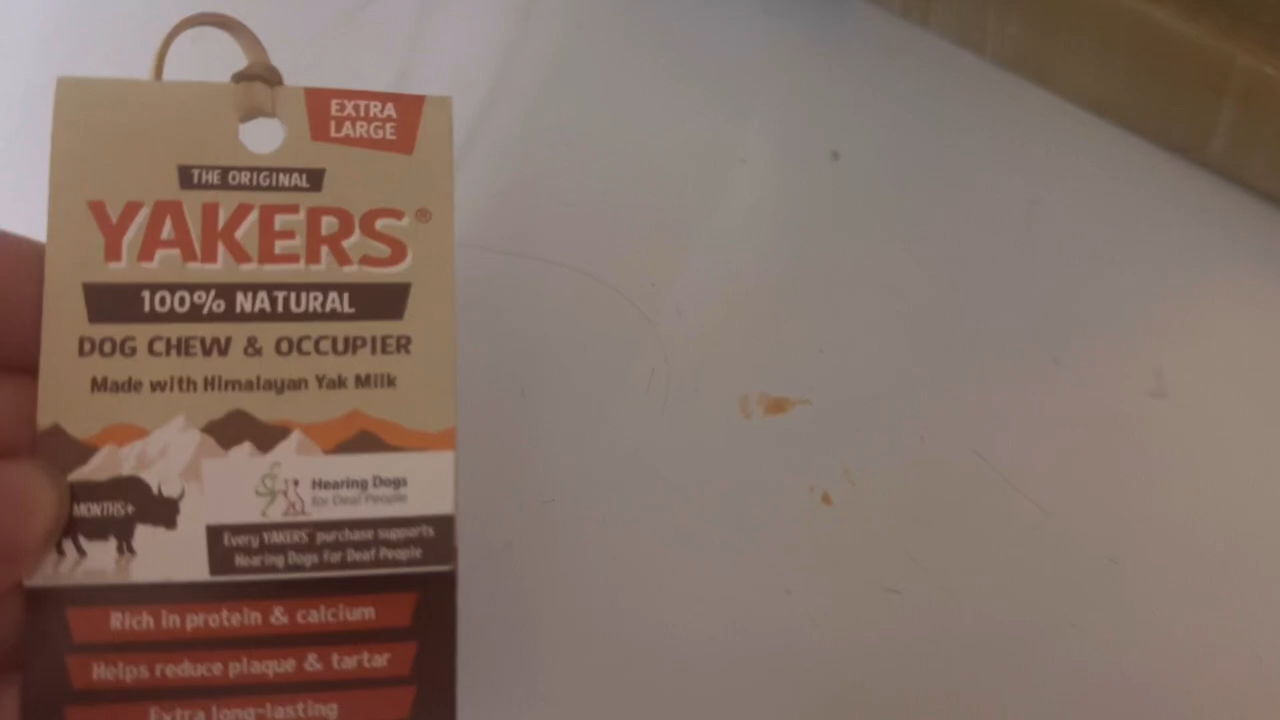 EXTRA
LARGE
THE ORIGINAL
YAKERS®
100% NATURAL
DOG CHEW & OCCUPIER
Made with Himalayan Yak Milk
Hearing Dogs
for Deaf People
MONTHS+
Every YAKERS® purchase supports
Hearing Dogs For Deaf People
Rich in protein & calcium
Helps reduce plaque & tartar
Extra long-lasting